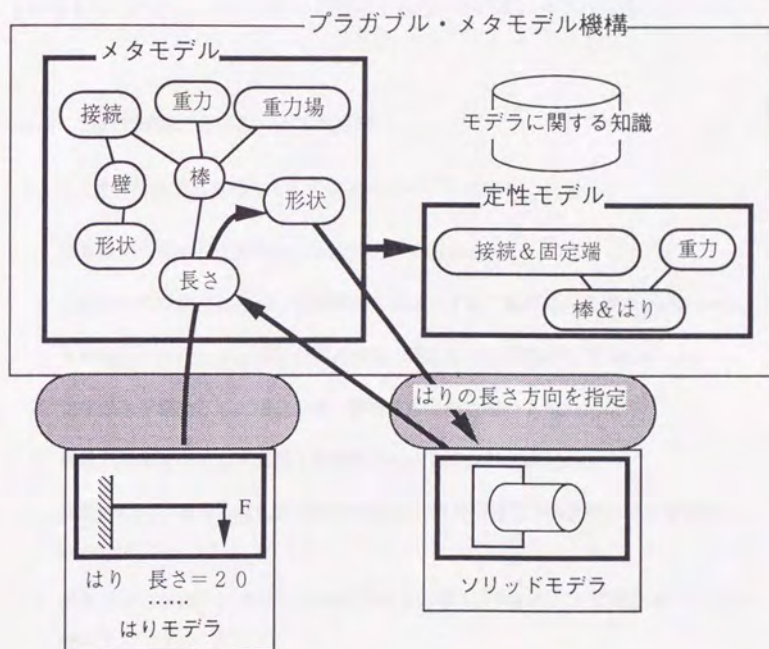 プラガブル・メタモデル機構
メタモデル
接続
重力
重力場
壁
棒
形状
形状
長さ
モデラに関する知識
定性モデル
接続＆固定端
重力
棒＆はり
はりの長さ方向を指定
F
はり　長さ＝２０
……
はりモデラ
ソリッドモデラ